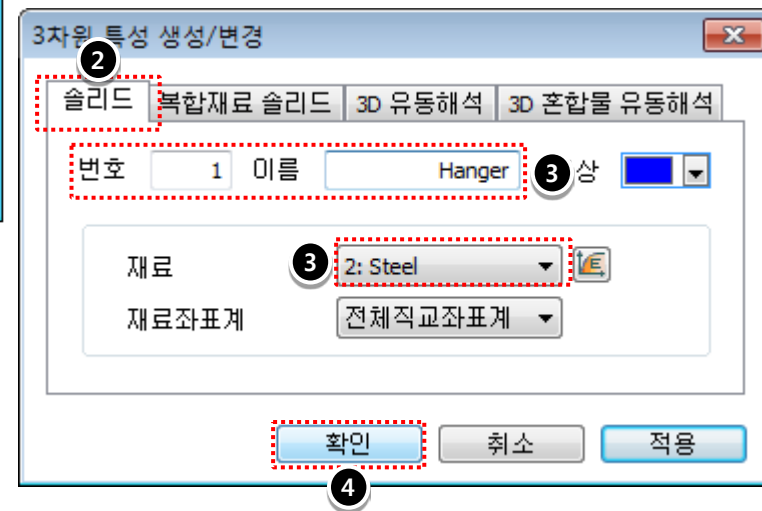 3차원 특성 생성/변경
2
솔리드 복합재료 솔리드 3D 유동해석 3D 혼합물 유동해석
번호 1 이름 Hanger 3 상
재료 3 2: Steel
재료좌표계 전체직교좌표계
확인 취소 적용
4